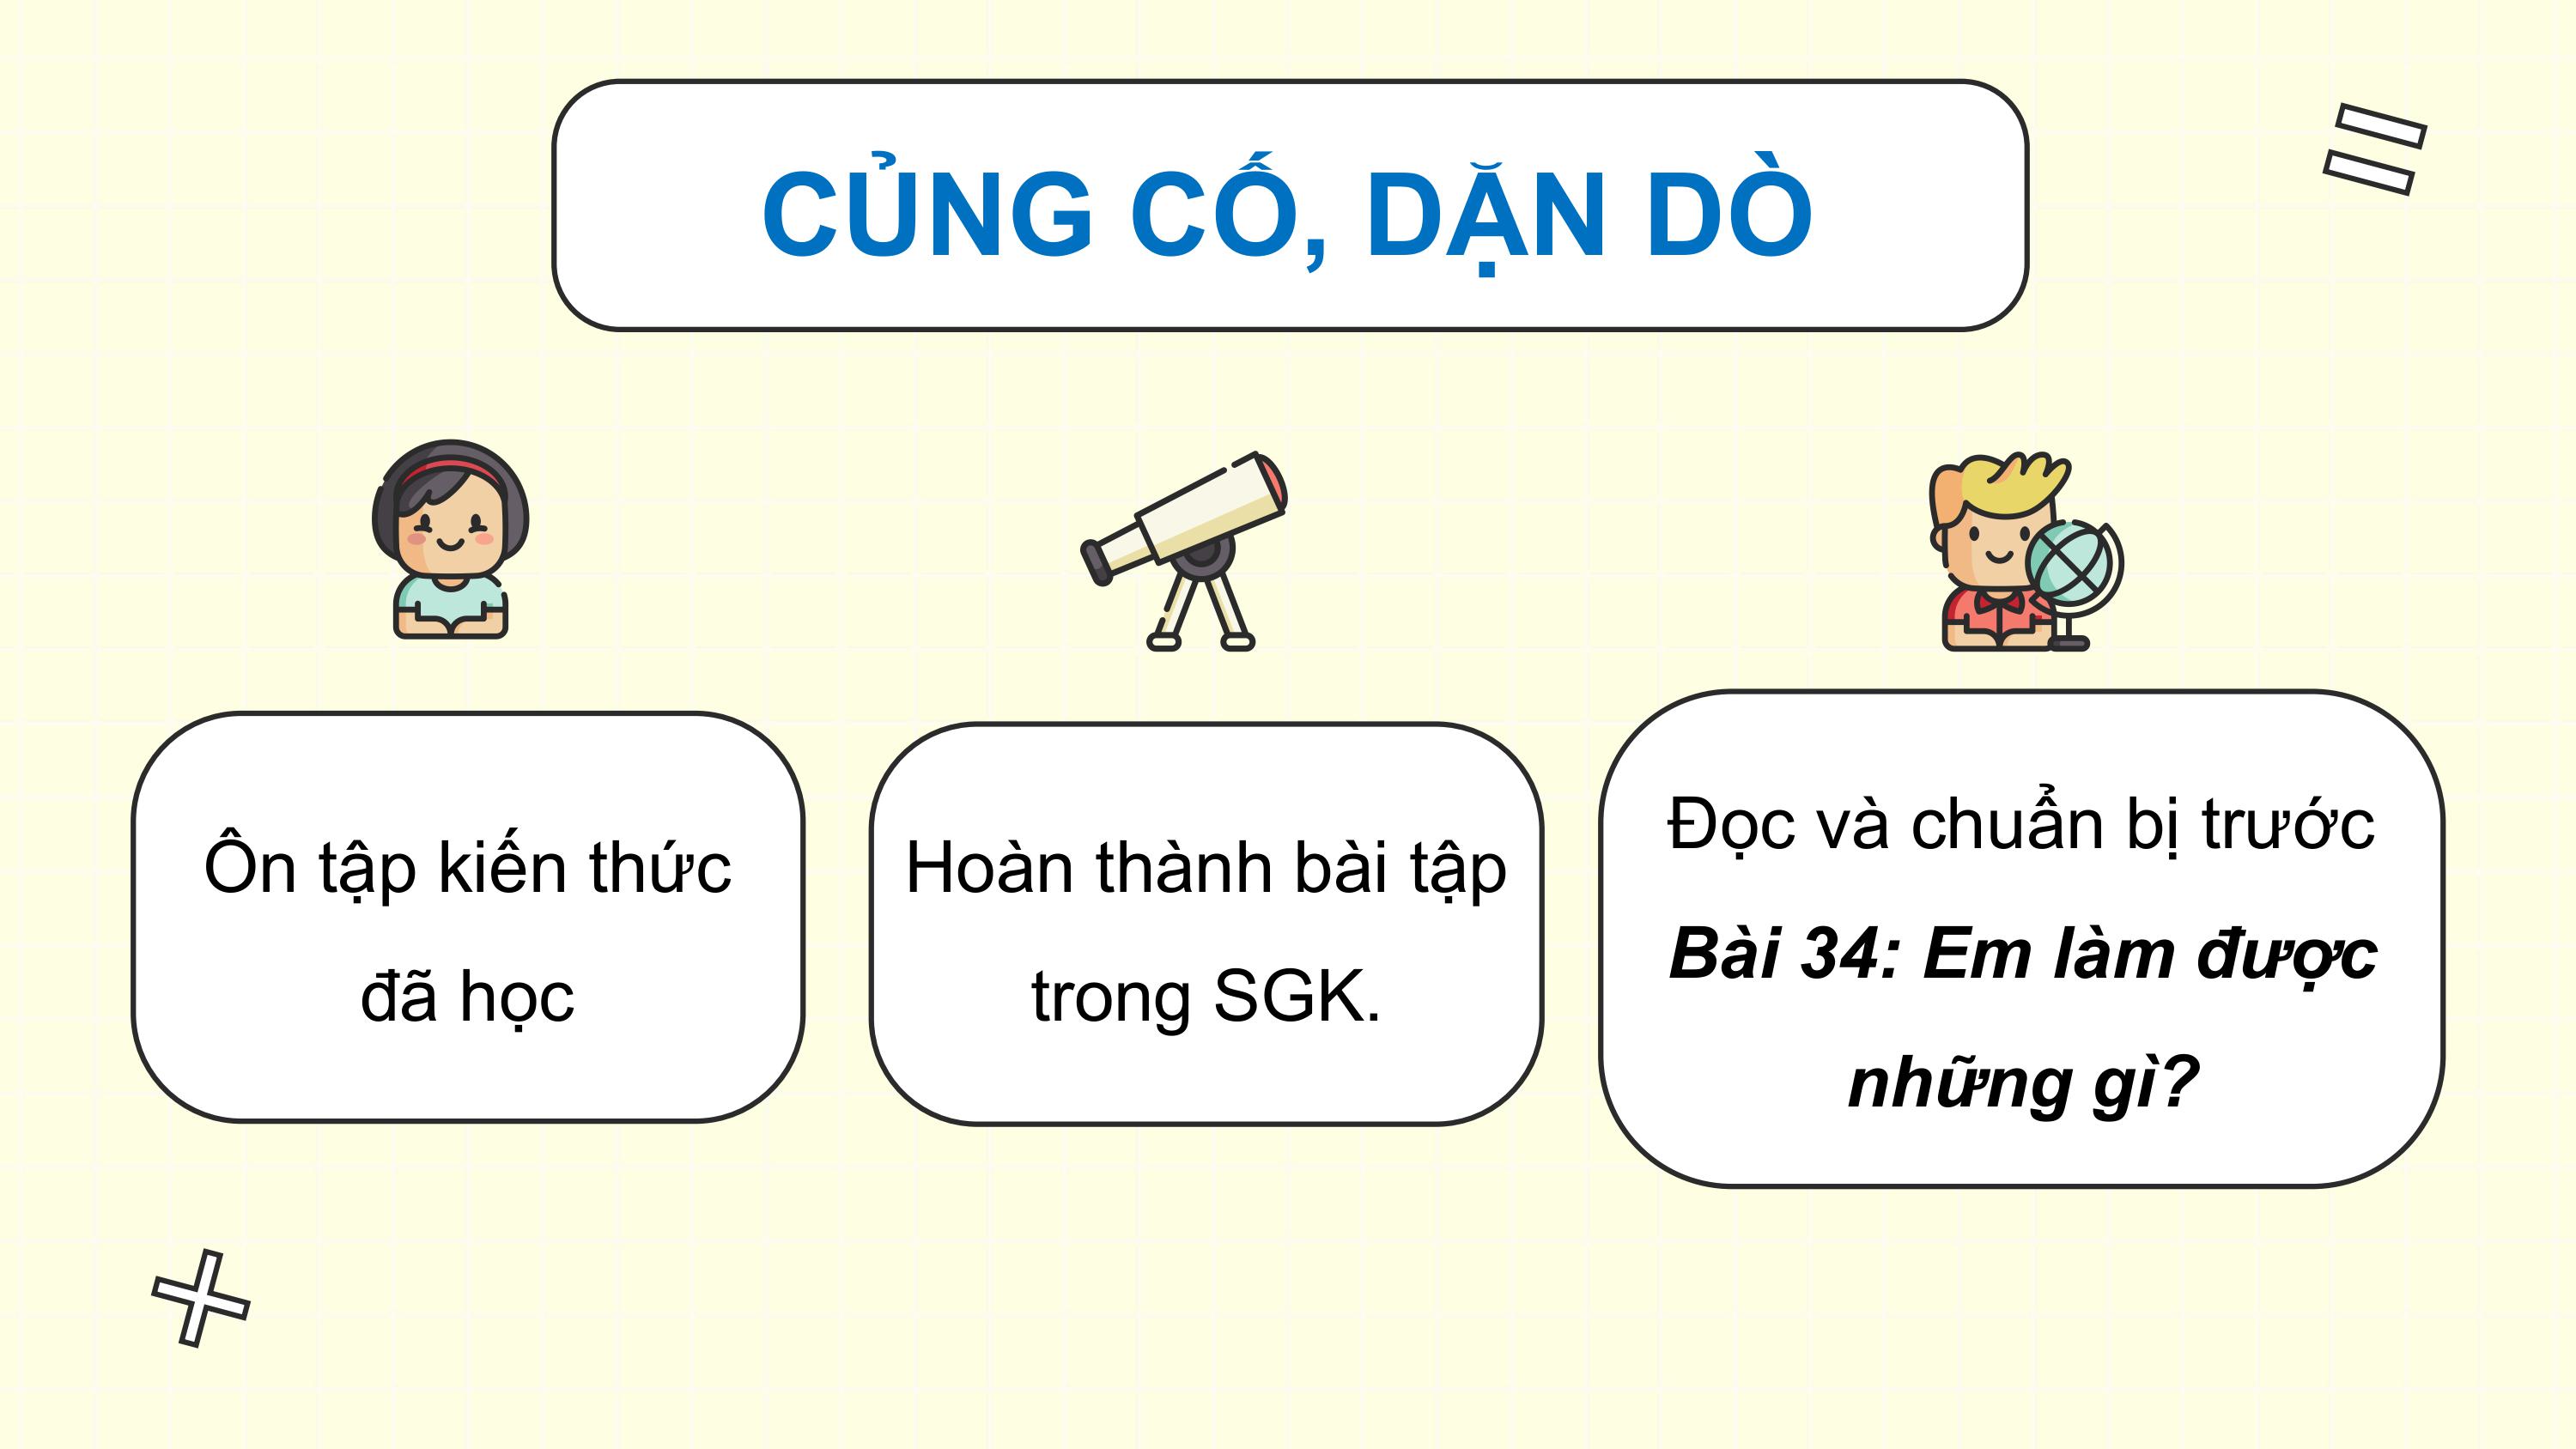 CỦNG CỐ, DẶN DÒ
Ôn tập kiến thức
đã học
Hoàn thành bài tập
trong SGK.
Đọc và chuẩn bị trước
Bài 34: Em làm được
những gì?